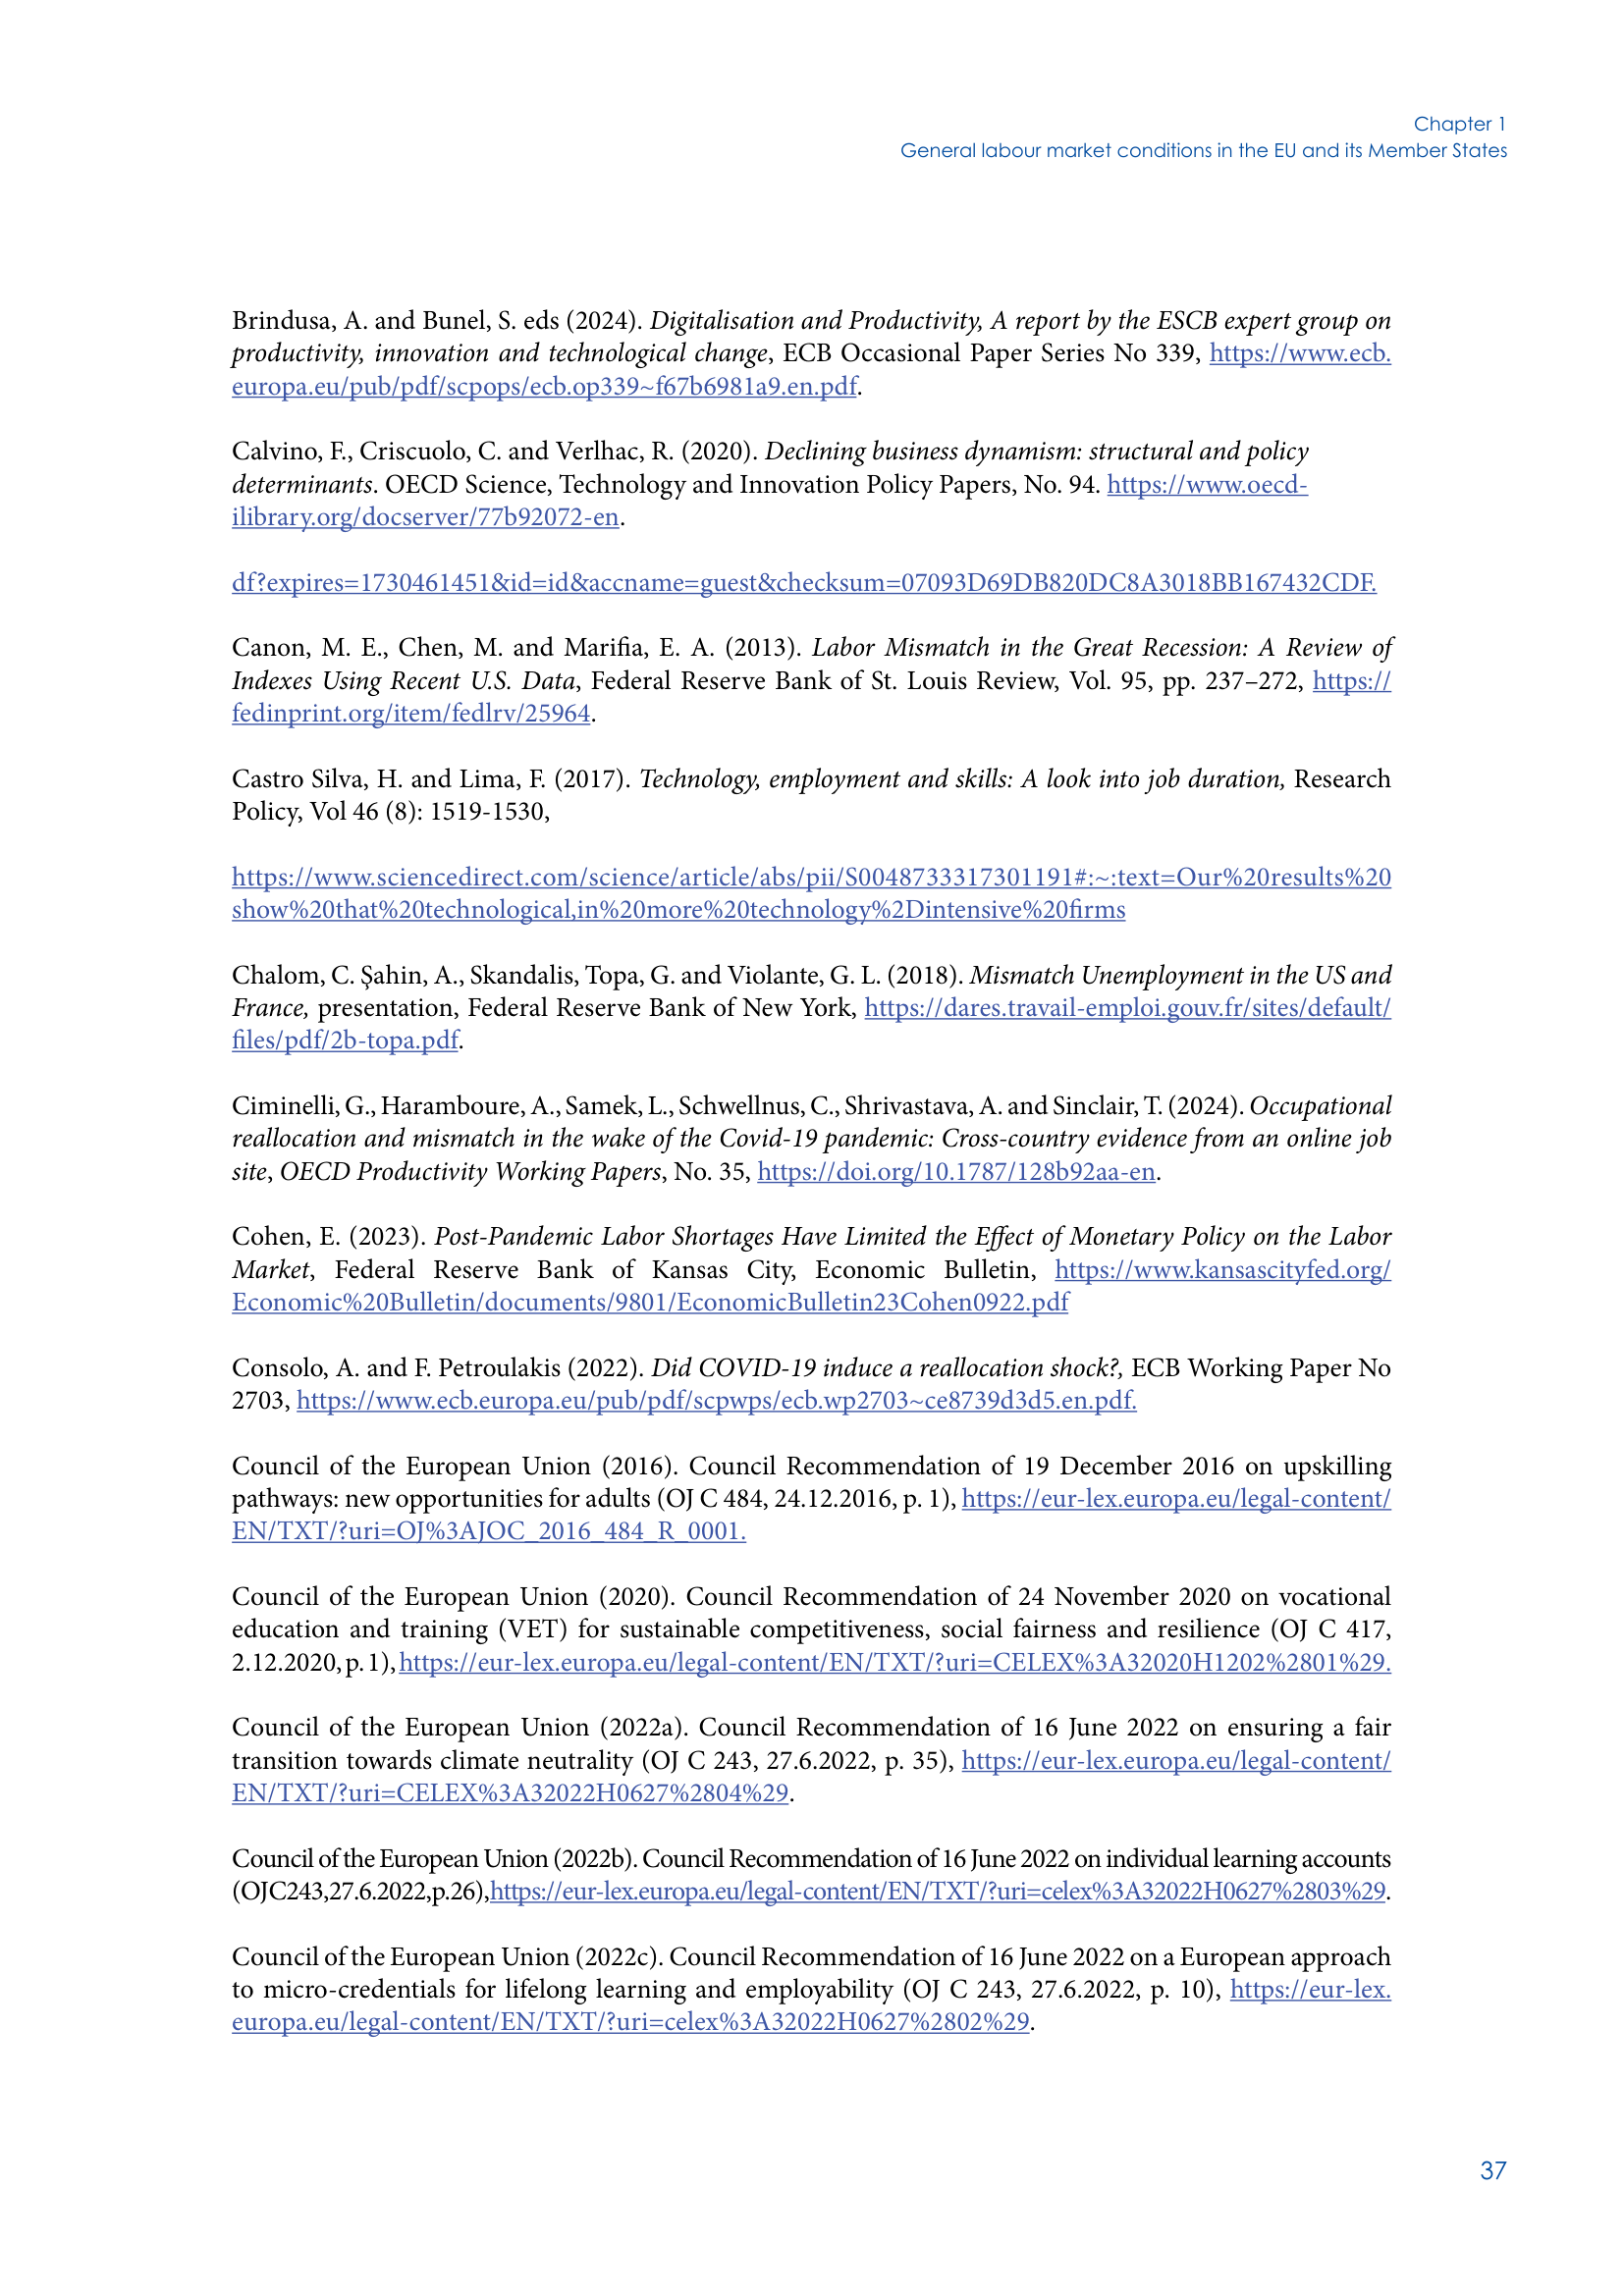 Chapter 1
General labour market conditions in the EU and its Member States
Brindusa, A. and Bunel, S. eds (2024). Digitalisation and Productivity, A report by the ESCB expert group on
productivity, innovation and technological change, ECB Occasional Paper Series No 339, https://www.ecb.
europa.eu/pub/pdf/scpops/ecb.op339~f67b6981a9.en.pdf.
Calvino, F., Criscuolo, C. and Verlhac, R. (2020). Declining business dynamism: structural and policy
determinants. OECD Science, Technology and Innovation Policy Papers, No. 94. https://www.oecd-
ilibrary.org/docserver/77b92072-en.
df?expires=1730461451&id=id&accname=guest&checksum=07093D69DB820DC8A3018BB167432CDF.
Canon, M. E., Chen, M. and Marifia, E. A. (2013). Labor Mismatch in the Great Recession: A Review of
Indexes Using Recent U.S. Data, Federal Reserve Bank of St. Louis Review, Vol. 95, pp. 237–272, https://
fedinprint.org/item/fedlrv/25964.
Castro Silva, H. and Lima, F. (2017). Technology, employment and skills: A look into job duration, Research
Policy, Vol 46 (8): 1519-1530,
https://www.sciencedirect.com/science/article/abs/pii/S0048733317301191#:~:text=Our%20results%20
show%20that%20technological,in%20more%20technology%2Dintensive%20firms
Chalom, C. Şahin, A., Skandalis, Topa, G. and Violante, G. L. (2018). Mismatch Unemployment in the US and
France, presentation, Federal Reserve Bank of New York, https://dares.travail-emploi.gouv.fr/sites/default/
files/pdf/2b-topa.pdf.
Ciminelli, G., Haramboure, A., Samek, L., Schwellnus, C., Shrivastava, A. and Sinclair, T. (2024). Occupational
reallocation and mismatch in the wake of the Covid-19 pandemic: Cross-country evidence from an online job
site, OECD Productivity Working Papers, No. 35, https://doi.org/10.1787/128b92aa-en.
Cohen, E. (2023). Post-Pandemic Labor Shortages Have Limited the Effect of Monetary Policy on the Labor
Market, Federal Reserve Bank of Kansas City, Economic Bulletin, https://www.kansascityfed.org/
Economic%20Bulletin/documents/9801/EconomicBulletin23Cohen0922.pdf
Consolo, A. and F. Petroulakis (2022). Did COVID-19 induce a reallocation shock?, ECB Working Paper No
2703, https://www.ecb.europa.eu/pub/pdf/scpwps/ecb.wp2703~ce8739d3d5.en.pdf.
Council of the European Union (2016). Council Recommendation of 19 December 2016 on upskilling
pathways: new opportunities for adults (OJ C 484, 24.12.2016, p. 1), https://eur-lex.europa.eu/legal-content/
EN/TXT/?uri=OJ%3AJOC_2016_484_R_0001.
Council of the European Union (2020). Council Recommendation of 24 November 2020 on vocational
education and training (VET) for sustainable competitiveness, social fairness and resilience (OJ C 417,
2.12.2020, p. 1), https://eur-lex.europa.eu/legal-content/EN/TXT/?uri=CELEX%3A32020H1202%2801%29.
Council of the European Union (2022a). Council Recommendation of 16 June 2022 on ensuring a fair
transition towards climate neutrality (OJ C 243, 27.6.2022, p. 35), https://eur-lex.europa.eu/legal-content/
EN/TXT/?uri=CELEX%3A32022H0627%2804%29.
Council of the European Union (2022b). Council Recommendation of 16 June 2022 on individual learning accounts
(OJ C 243, 27.6.2022, p. 26), https://eur-lex.europa.eu/legal-content/EN/TXT/?uri=celex%3A32022H0627%2803%29.
Council of the European Union (2022c). Council Recommendation of 16 June 2022 on a European approach
to micro-credentials for lifelong learning and employability (OJ C 243, 27.6.2022, p. 10), https://eur-lex.
europa.eu/legal-content/EN/TXT/?uri=celex%3A32022H0627%2802%29.
37